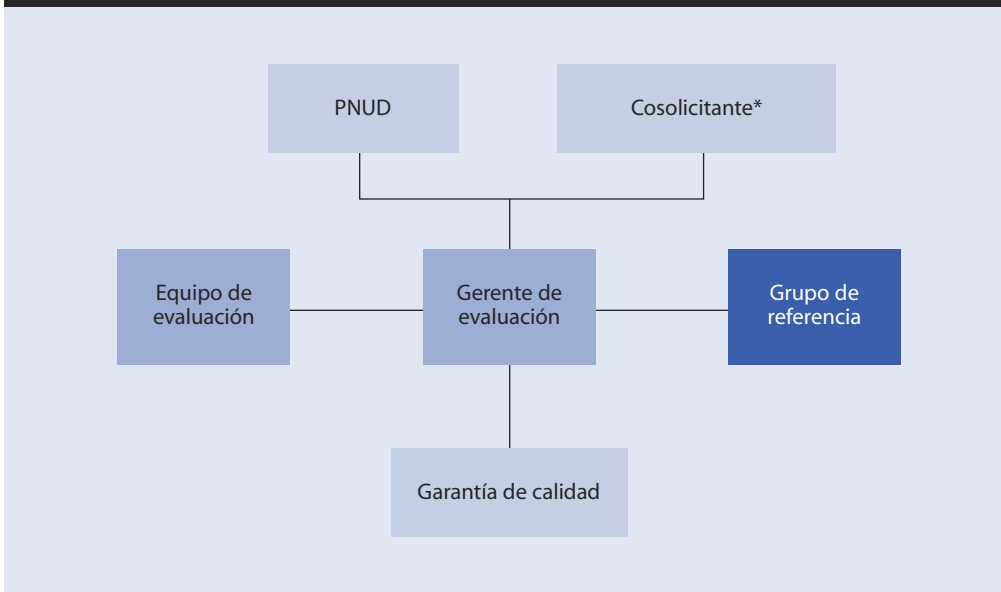 PNUD
Cosolicitante*
Equipo de
evaluación
Gerente de
evaluación
Grupo de
referencia
Garantía de calidad